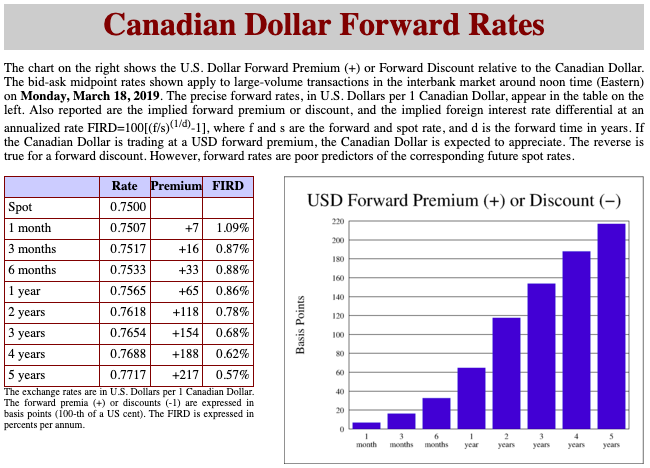 Canadian Dollar Forward Rates
The chart on the right shows the U.S. Dollar Forward Premium (+) or Forward Discount relative to the Canadian Dollar.
The bid-ask midpoint rates shown apply to large-volume transactions in the interbank market around noon time (Eastern)
on Monday, March 18, 2019. The precise forward rates, in U.S. Dollars per 1 Canadian Dollar, appear in the table on the
left. Also reported are the implied forward premium or discount, and the implied foreign interest rate differential at an
annualized rate FIRD=100[(f/s)^(1/d)-1], where f and s are the forward and spot rate, and d is the forward time in years. If
the Canadian Dollar is trading at a USD forward premium, the Canadian Dollar is expected to appreciate. The reverse is
true for a forward discount. However, forward rates are poor predictors of the corresponding future spot rates.
Rate Premium FIRD
Spot 0.7500
1 month 0.7507 +7 1.09%
3 months 0.7517 +16 0.87%
6 months 0.7533 +33 0.88%
1 year 0.7565 +65 0.86%
2 years 0.7618 +118 0.78%
3 years 0.7654 +154 0.68%
4 years 0.7688 +188 0.62%
5 years 0.7717 +217 0.57%
The exchange rates are in U.S. Dollars per 1 Canadian Dollar.
The forward premia (+) or discounts (-1) are expressed in
basis points (100-th of a US cent). The FIRD is expressed in
percents per annum.
USD Forward Premium (+) or Discount (−)
Basis Points
220
200
180
160
140
120
100
80
60
40
20
0
1 3 6 1 2 3 4 5
month months months year years years years years